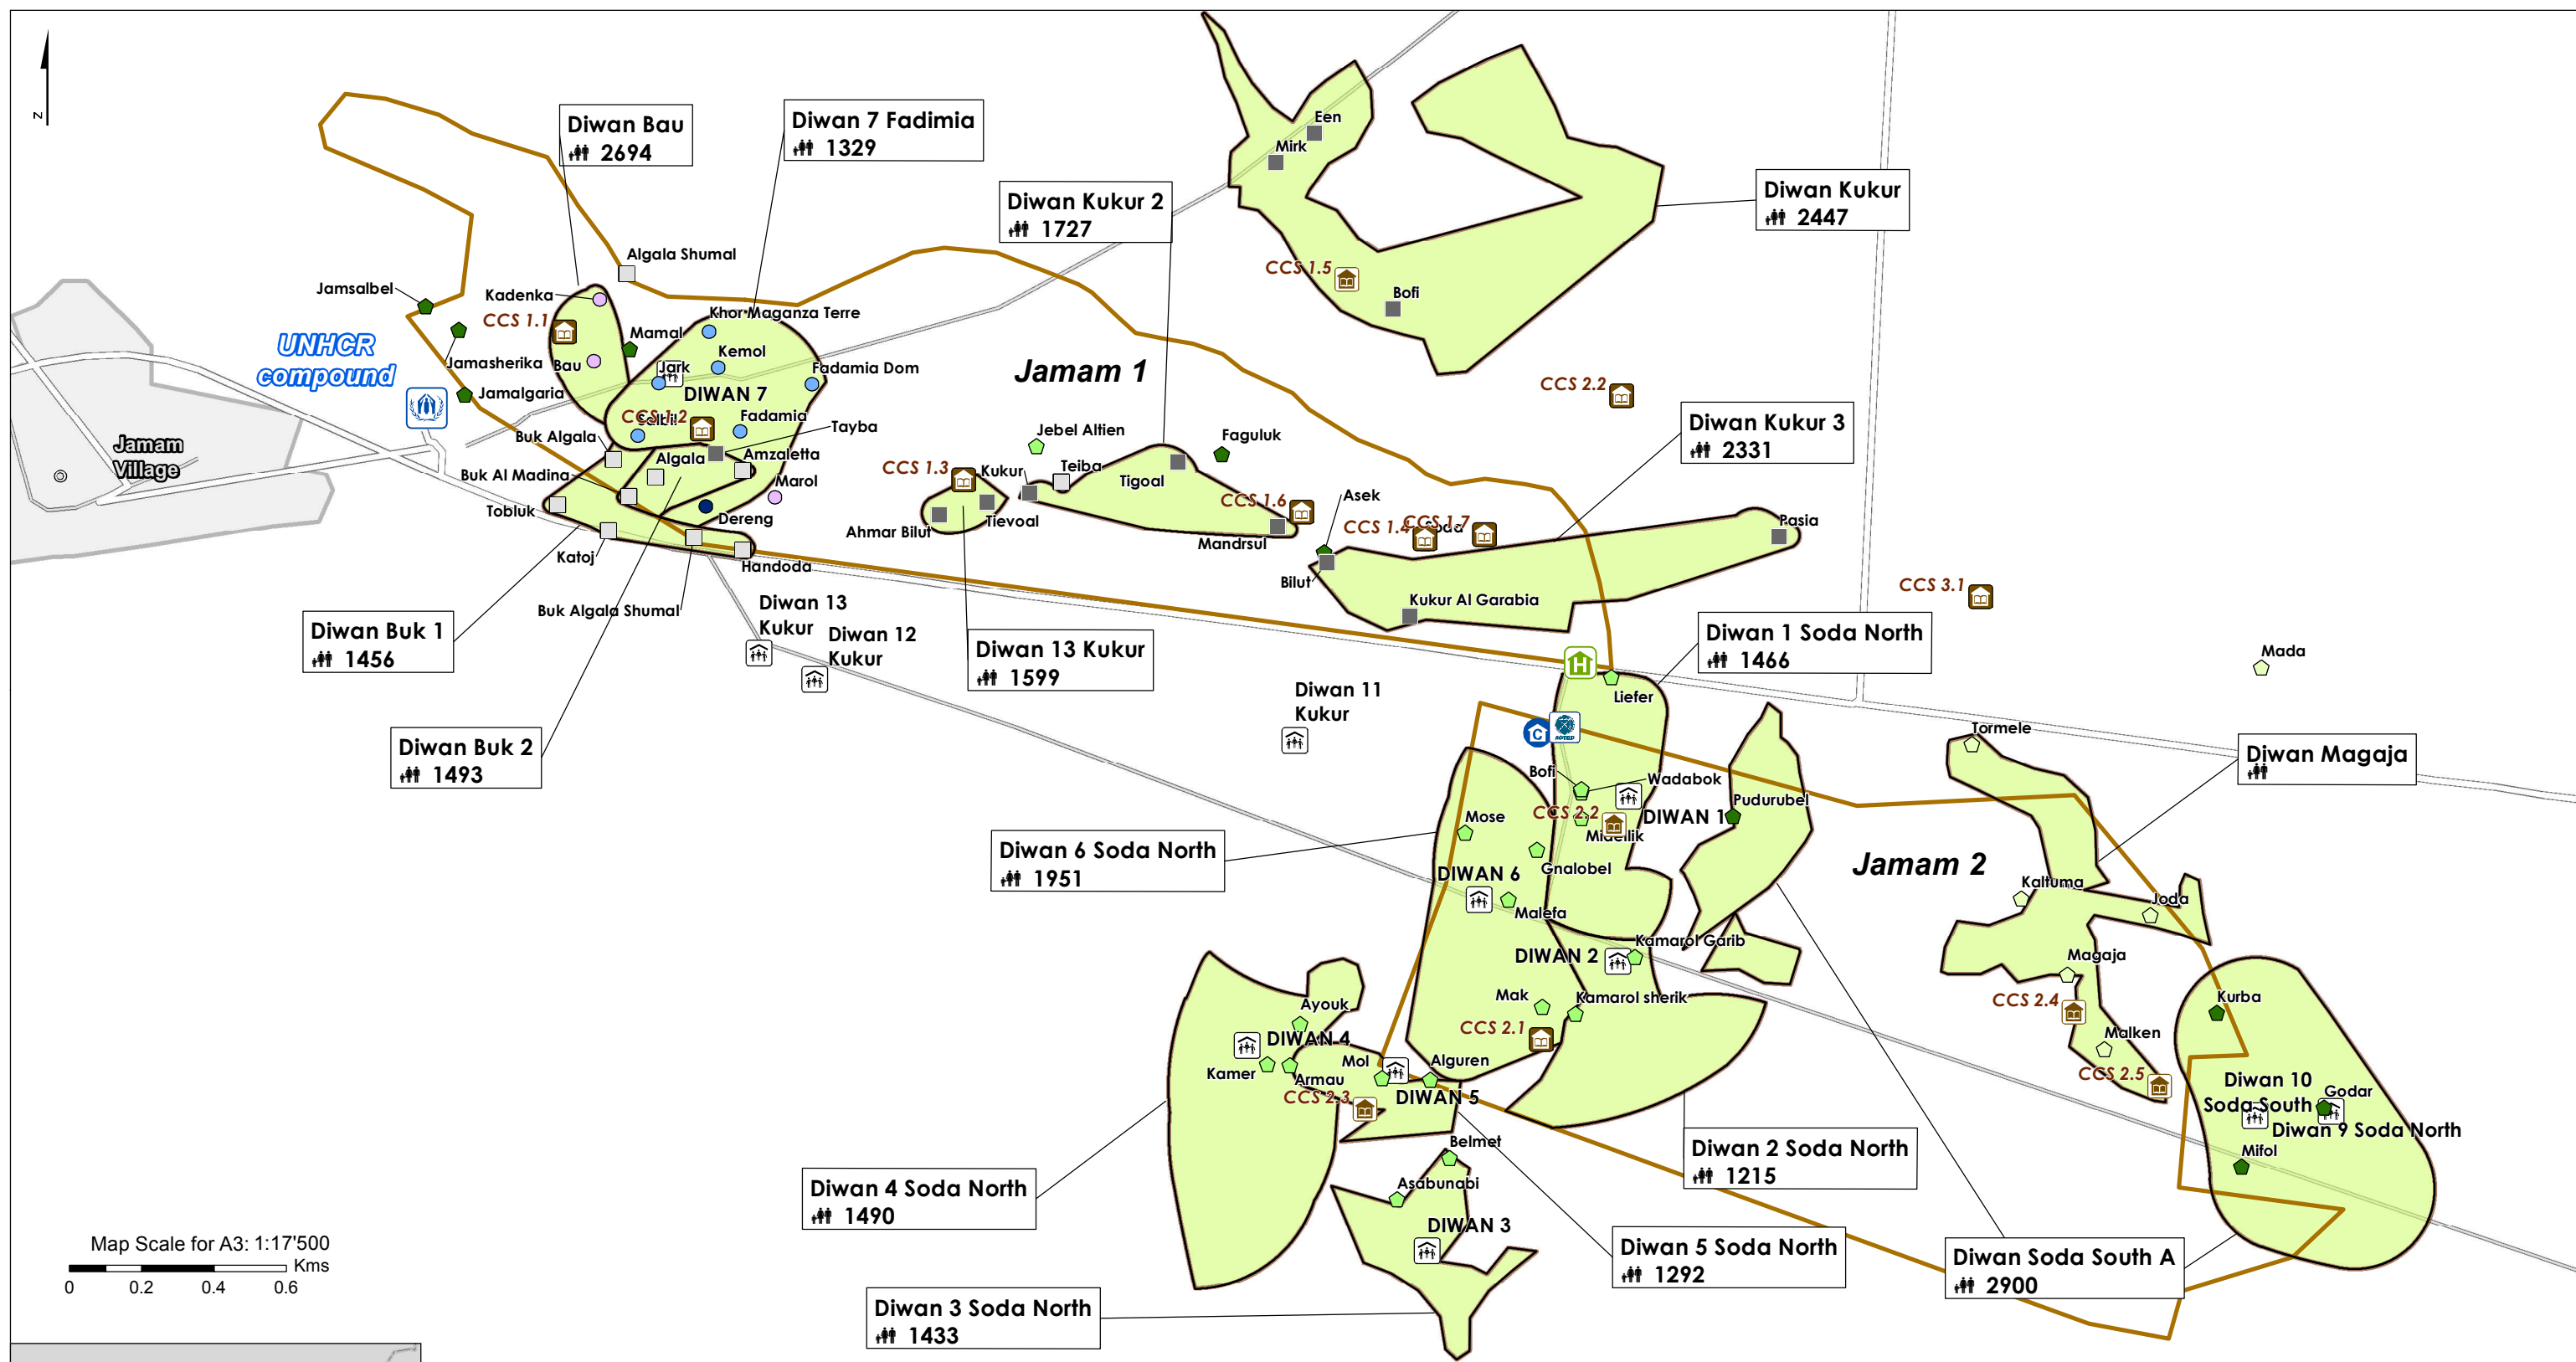 Z
Diwan Bau
2694
Diwan 7 Fadimia
1329
Diwan Kukur 2
1727
Een
Mirk
Diwan Kukur
2447
CCS 1.5
Bofi
Algala Shumal
Jamsalbel
Kadenka
CCS 1.1
Mamal
Khor Maganza Terre
UNHCR
compound
Jamasherika
Bau
Kemol
Jark
Fadamia Dom
Jamam 1
CCS 2.2
Jamalgaria
DIWAN 7
CCS 1.2
Fadamia
Tayba
Buk Algala
Jamam
Village
Algala
Amzaletta
Buk Al Madina
Marol
Tobluk
Dereng
Katoj
Handoda
Buk Algala Shumal
Jebel Altien
Faguluk
CCS 1.3
Kukur
Teiba
Tigoal
CCS 1.6
Asek
Ahmar Bilut
Tievoal
Mandrsul
CCS 1.4
CCS 1.7
Pasia
Diwan Kukur 3
2331
Bilut
Kukur Al Garabia
CCS 3.1
Diwan 13
Kukur
Diwan 12
Kukur
Diwan Buk 1
1456
Diwan 13 Kukur
1599
Diwan 1 Soda North
1466
Mada
H
Liefer
Diwan 11
Kukur
Diwan Buk 2
1493
C
ACTED
Tormele
Diwan Magaja
Bofi
Wadabok
Pudurubel
Mose
CCS 2.2
DIWAN 1
Diwan 6 Soda North
1951
Gnalobel
Jamam 2
DIWAN 6
Malefa
Kaltuma
Joda
Kamarol Garib
DIWAN 2
Magaja
Mak
Kamarol sherik
CCS 2.4
Kurba
Ayouk
CCS 2.1
DIWAN 4
Malken
Kamer
Armau
Mol
Alguren
CCS 2.3
DIWAN 5
CCS 2.5
Diwan 10
Soda South
Godar
Diwan 9 Soda North
Belmet
Mifol
Diwan 2 Soda North
1215
Diwan 4 Soda North
1490
Asabunabi
DIWAN 3
Diwan 5 Soda North
1292
Diwan Soda South A
2900
Map Scale for A3: 1:17'500
Kms
0 0.2 0.4 0.6
Diwan 3 Soda North
1433